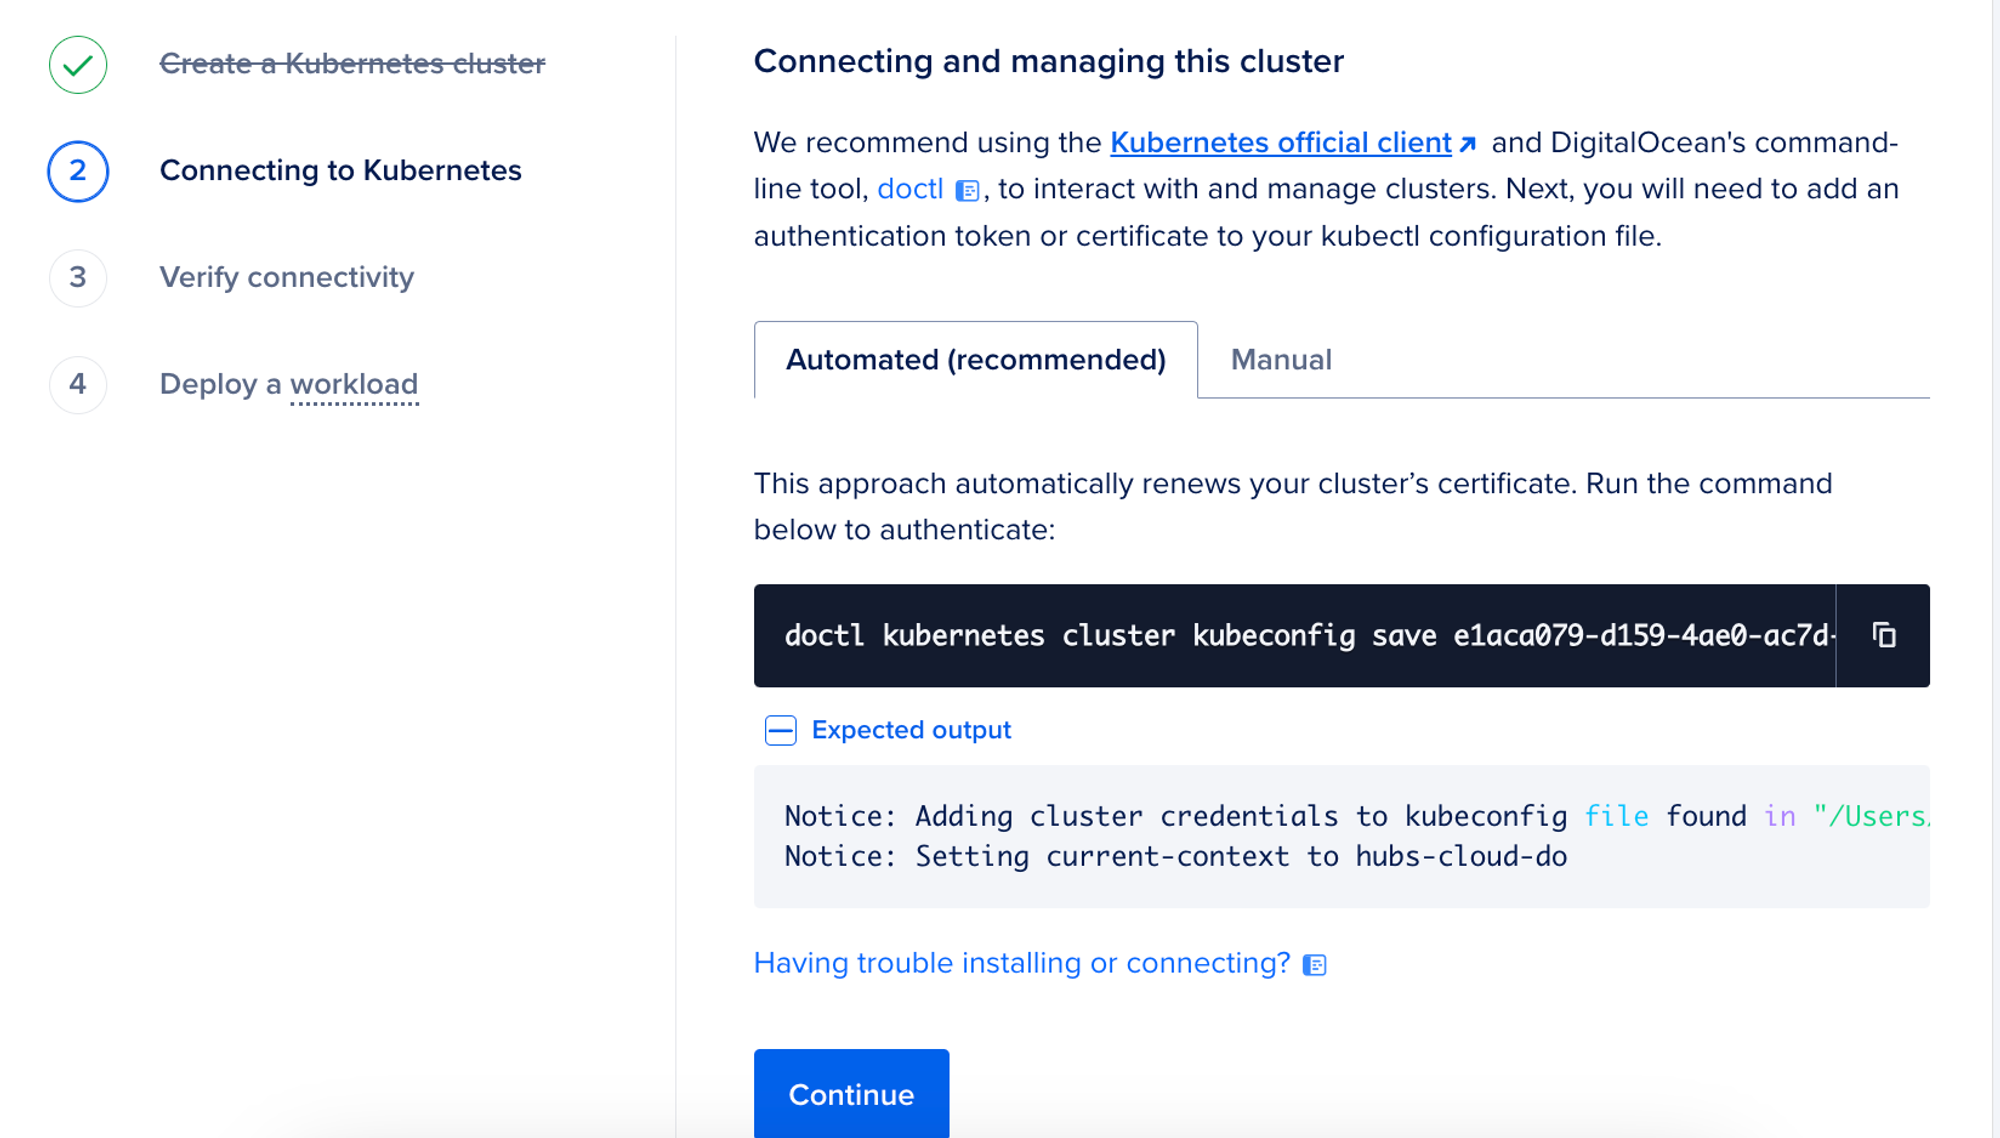 Create a Kubernetes cluster
2 Connecting to Kubernetes
3 Verify connectivity
4 Deploy a workload
Connecting and managing this cluster
We recommend using the Kubernetes official client and DigitalOcean's command-
line tool, doctl , to interact with and manage clusters. Next, you will need to add an
authentication token or certificate to your kubectl configuration file.
Automated (recommended) Manual
This approach automatically renews your cluster’s certificate. Run the command
below to authenticate:
doctl kubernetes cluster kubeconfig save e1aca079-d159-4ae0-ac7d-
Expected output
Notice: Adding cluster credentials to kubeconfig file found in "/Users/
Notice: Setting current-context to hubs-cloud-do
Having trouble installing or connecting?
Continue